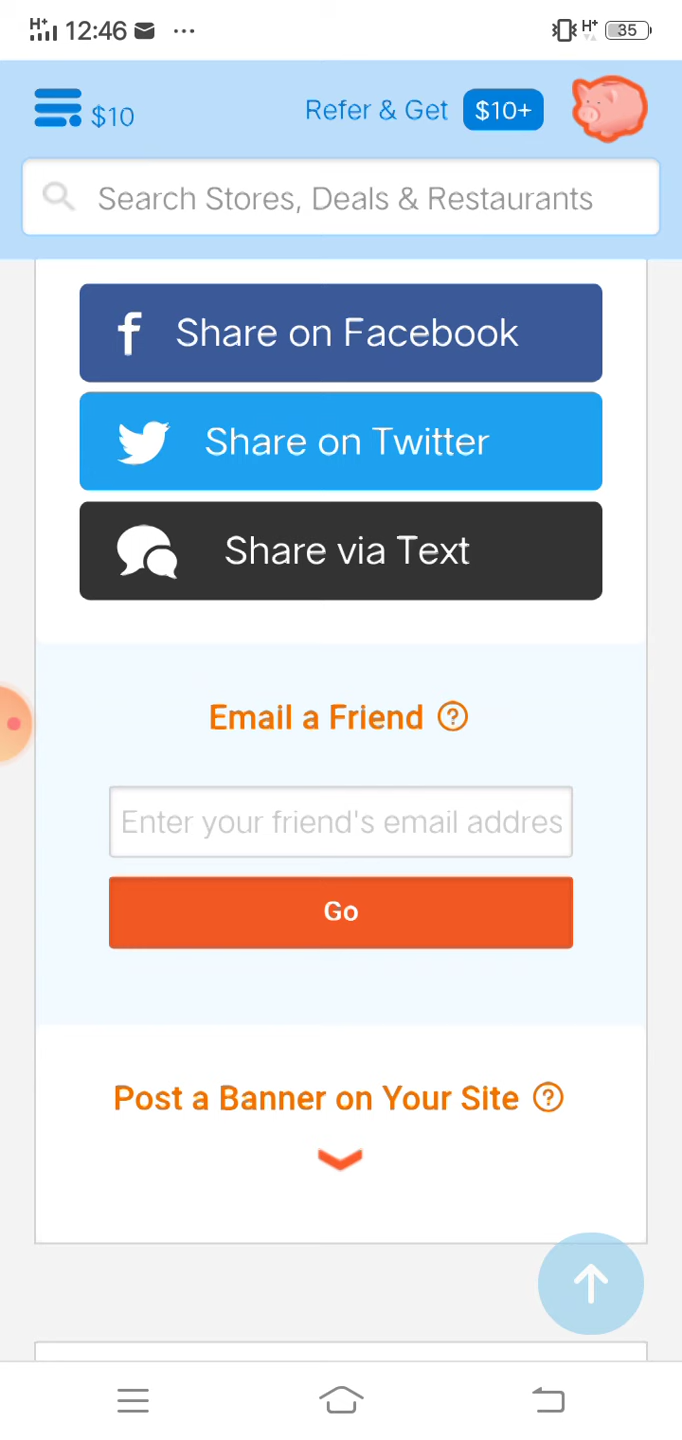 H+ 12:46 ... H+ 35
$10 Refer & Get $10+
Search Stores, Deals & Restaurants
f Share on Facebook
Share on Twitter
Share via Text
Email a Friend ?
Enter your friend's email addres
Go
Post a Banner on Your Site ?